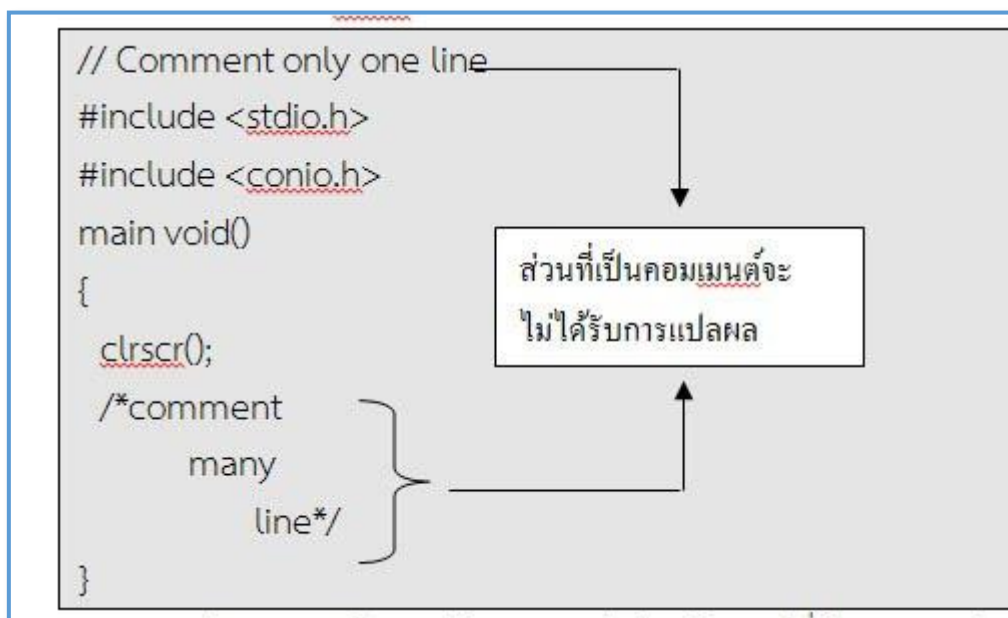 // Comment only one line
#include <stdio.h>
#include <conio.h>
main void()
{
clrscr();
/*comment
many
line*/
}
ส่วนที่เป็นคอมเมนต์จะ
ไม่ได้รับการแปลผล